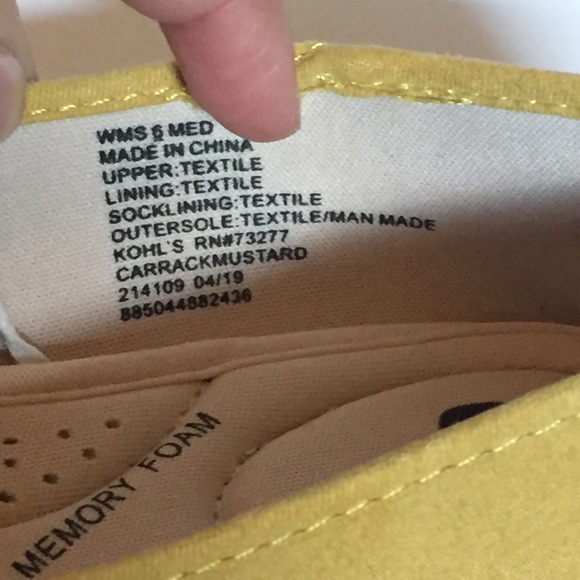 WMS 6 MED
MADE IN CHINA
UPPER:TEXTILE
LINING:TEXTILE
SOCKLINING:TEXTILE
OUTERSOLE:TEXTILE/MAN MADE
KOHL'S RN#73277
CARRACKMUSTARD
214109 04/19
885044882436
MEMORY FOAM